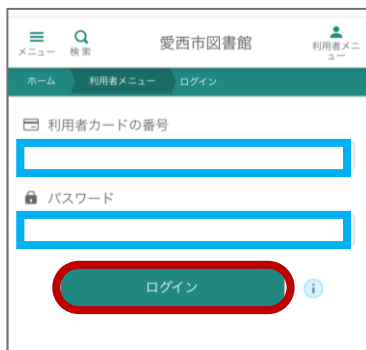 メニュー
検索
愛西市図書館
利用者メニ
ュー
ホーム
利用者メニュー
ログイン
利用者カードの番号
パスワード
ログイン
i